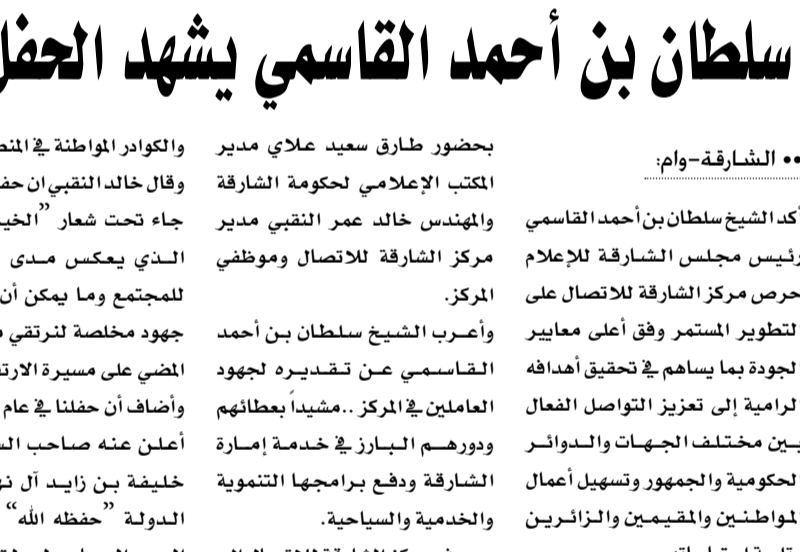 سلطان بن أحمد القاسمي يشهد الحفل
•• الشارقة-وام:
أكد الشيخ سلطان بن أحمد القاسمي
رئيس مجلس الشارقة للإعلام
حرص مركز الشارقة للاتصال على
التطوير المستمر وفق أعلى معايير
الجودة بما يساهم في تحقيق أهدافه
الرامية إلى تعزيز التواصل الفعال
بين مختلف الجهات والدوائر
الحكومية والجمهور وتسهيل أعمال
المواطنين والمقيمين والزائرين
بحضور طارق سعيد علاي مدير
المكتب الإعلامي لحكومة الشارقة
والمهندس خالد عمر النقبي مدير
مركز الشارقة للاتصال وموظفي
المركز.
وأعرب الشيخ سلطان بن أحمد
القاسمي عن تقديره لجهود
العاملين في المركز ..مشيداً بعطائهم
ودورهم البارز في خدمة إمارة
الشارقة ودفع برامجها التنموية
والخدمية والسياحية.
والكوادر المواطنة في
وقال خالد النقبي ان
جاء تحت شعار
الذي يعكس مدى
للمجتمع وما يمكن أن
جهود مخلصة لنرتقي
المضي على مسيرة
وأضاف أن حفلنا في عام
أعلن عنه صاحب
خليفة بن زايد آل
الدولة "حفظه الله"